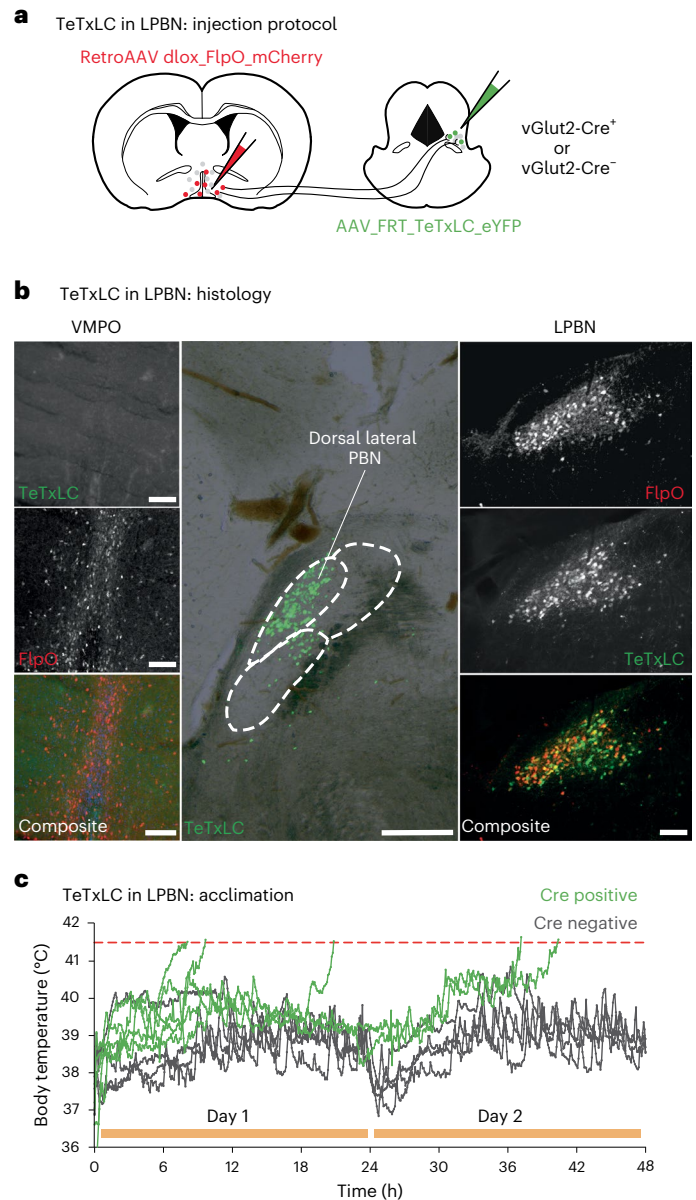 a
TeTxLC in LPBN: injection protocol
RetroAAV dlox_FlpO_mCherry
vGlut2-Cre⁺
or
vGlut2-Cre⁻
AAV_FRT_TeTxLC_eYFP
b
TeTxLC in LPBN: histology
VMPO
LPBN
TeTxLC
FlpO
Composite
Dorsal lateral
PBN
TeTxLC
FlpO
TeTxLC
Composite
c
TeTxLC in LPBN: acclimation
Cre positive
Cre negative
Body temperature (°C)
42
41
40
39
38
37
36
Day 1
Day 2
0 6 12 18 24 30 36 42 48
Time (h)